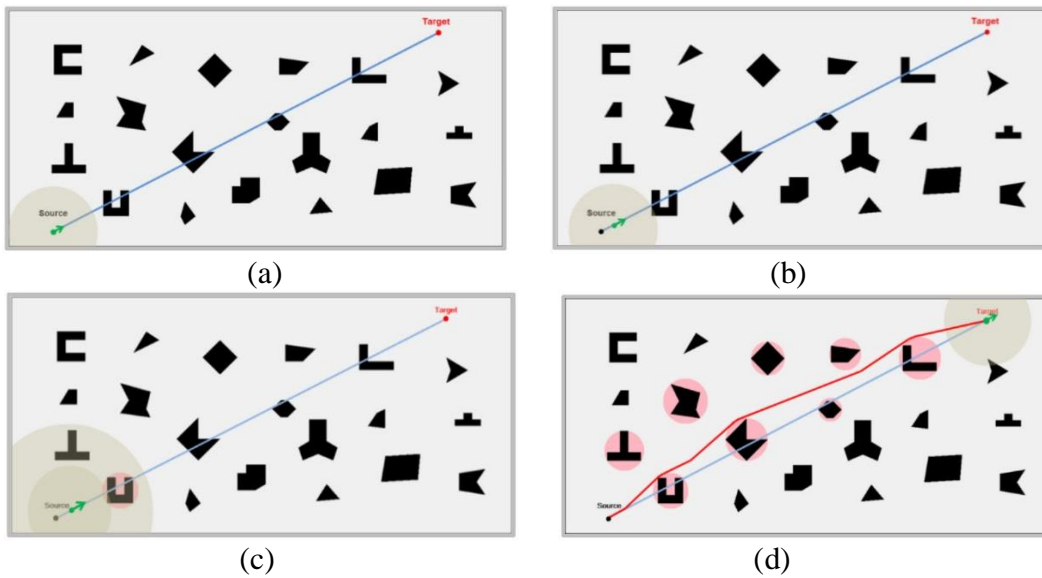 Target
Target
Source
Source
(a)
(b)
Target
Target
Source
Source
(c)
(d)